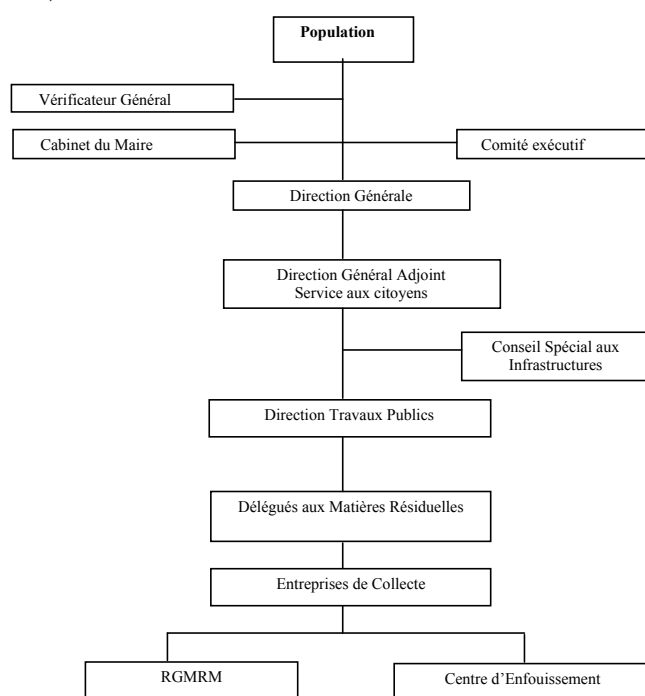 Population
Vérificateur Général
Cabinet du Maire
Comité exécutif
Direction Générale
Direction Général Adjoint
Service aux citoyens
Conseil Spécial aux
Infrastructures
Direction Travaux Publics
Délégués aux Matières Résiduelles
Entreprises de Collecte
RGMRM
Centre d'Enfouissement